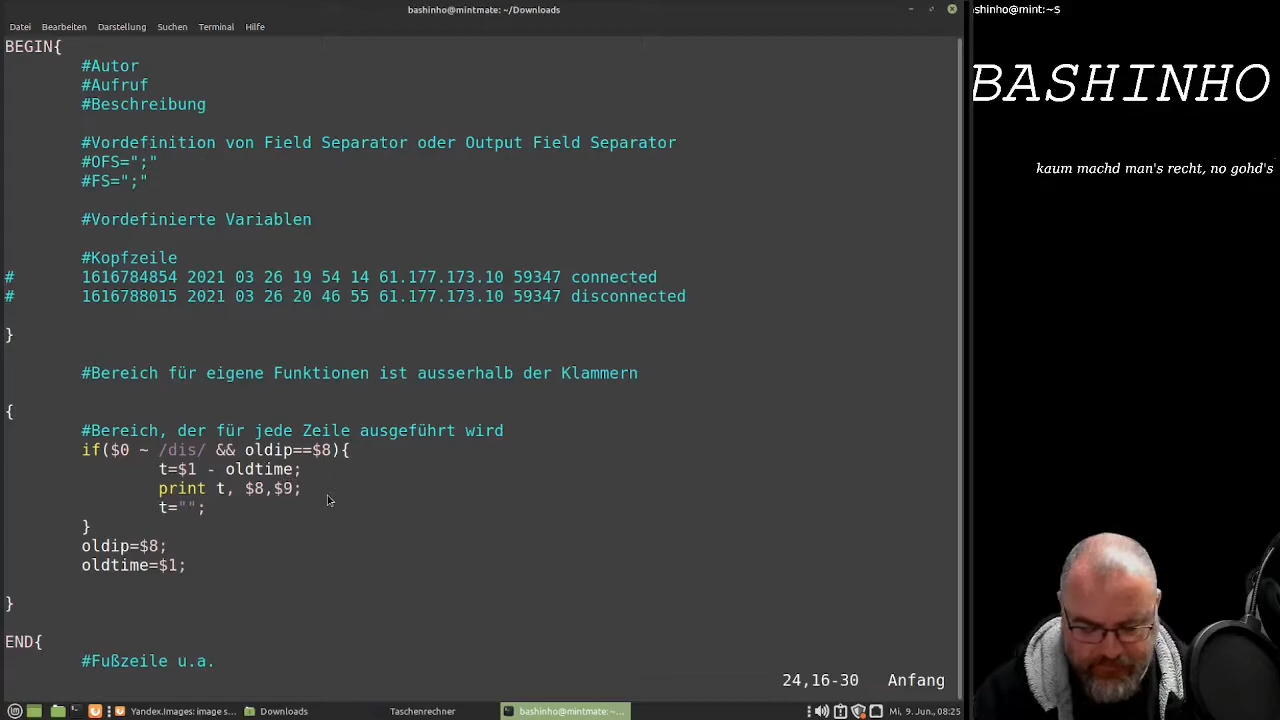 bashinho@mintmate: ~/Downloads
Datei Bearbeiten Darstellung Suchen Terminal Hilfe
BEGIN{
#Autor
#Aufruf
#Beschreibung
#Vordefinition von Field Separator oder Output Field Separator
#OFS=";"
#FS=";"
#Vordefinierte Variablen
#Kopfzeile
# 1616784854 2021 03 26 19 54 14 61.177.173.10 59347 connected
# 1616788015 2021 03 26 20 46 55 61.177.173.10 59347 disconnected
}
#Bereich für eigene Funktionen ist ausserhalb der Klammern
{
#Bereich, der für jede Zeile ausgeführt wird
if($0 ~ /dis/ && oldip==$8){
t=$1 - oldtime;
print t, $8,$9;
t="";
}
oldip=$8;
oldtime=$1;
}
END{
#Fußzeile u.a.
24,16-30 Anfang
Yandex.Images: image s... Downloads Taschenrechner bashinho@mintmate: ~... Mi, 9. Jun., 08:25
ashinho@mint:~$
BASHINHO
kaum machd man's recht, no gohd's